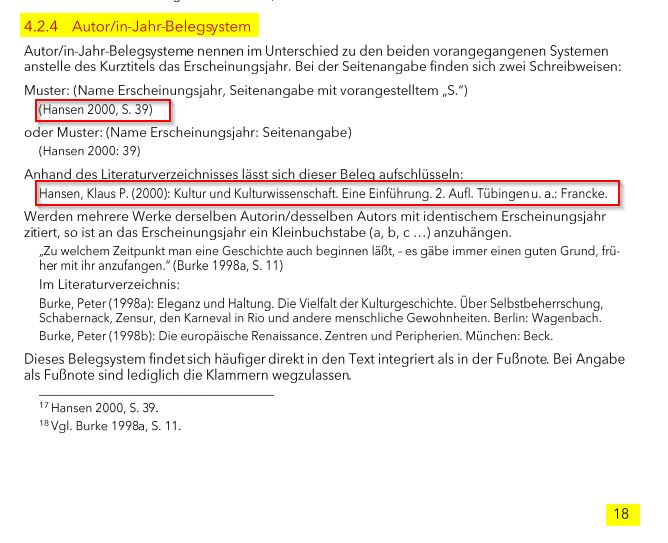 4.2.4 Autor/in-Jahr-Belegsystem
Autor/in-Jahr-Belegsysteme nennen im Unterschied zu den beiden vorangegangenen Systemen
anstelle des Kurztitels das Erscheinungsjahr. Bei der Seitenangabe finden sich zwei Schreibweisen:
Muster: (Name Erscheinungsjahr, Seitenangabe mit vorangestelltem „S.“)
(Hansen 2000, S. 39)
oder Muster: (Name Erscheinungsjahr: Seitenangabe)
(Hansen 2000: 39)
Anhand des Literaturverzeichnisses lässt sich dieser Beleg aufschlüsseln:
Hansen, Klaus P. (2000): Kultur und Kulturwissenschaft. Eine Einführung. 2. Aufl. Tübingen u. a.: Francke.
Werden mehrere Werke derselben Autorin/desselben Autors mit identischem Erscheinungsjahr
zitiert, so ist an das Erscheinungsjahr ein Kleinbuchstabe (a, b, c …) anzuhängen.
„Zu welchem Zeitpunkt man eine Geschichte auch beginnen läßt, – es gäbe immer einen guten Grund, frü-
her mit ihr anzufangen.“ (Burke 1998a, S. 11)
Im Literaturverzeichnis:
Burke, Peter (1998a): Eleganz und Haltung. Die Vielfalt der Kulturgeschichte. Über Selbstbeherrschung,
Schabernack, Zensur, den Karneval in Rio und andere menschliche Gewohnheiten. Berlin: Wagenbach.
Burke, Peter (1998b): Die europäische Renaissance. Zentren und Peripherien. München: Beck.
Dieses Belegsystem findet sich häufiger direkt in den Text integriert als in der Fußnote. Bei Angabe
als Fußnote sind lediglich die Klammern wegzulassen.
17 Hansen 2000, S. 39.
18 Vgl. Burke 1998a, S. 11.
18